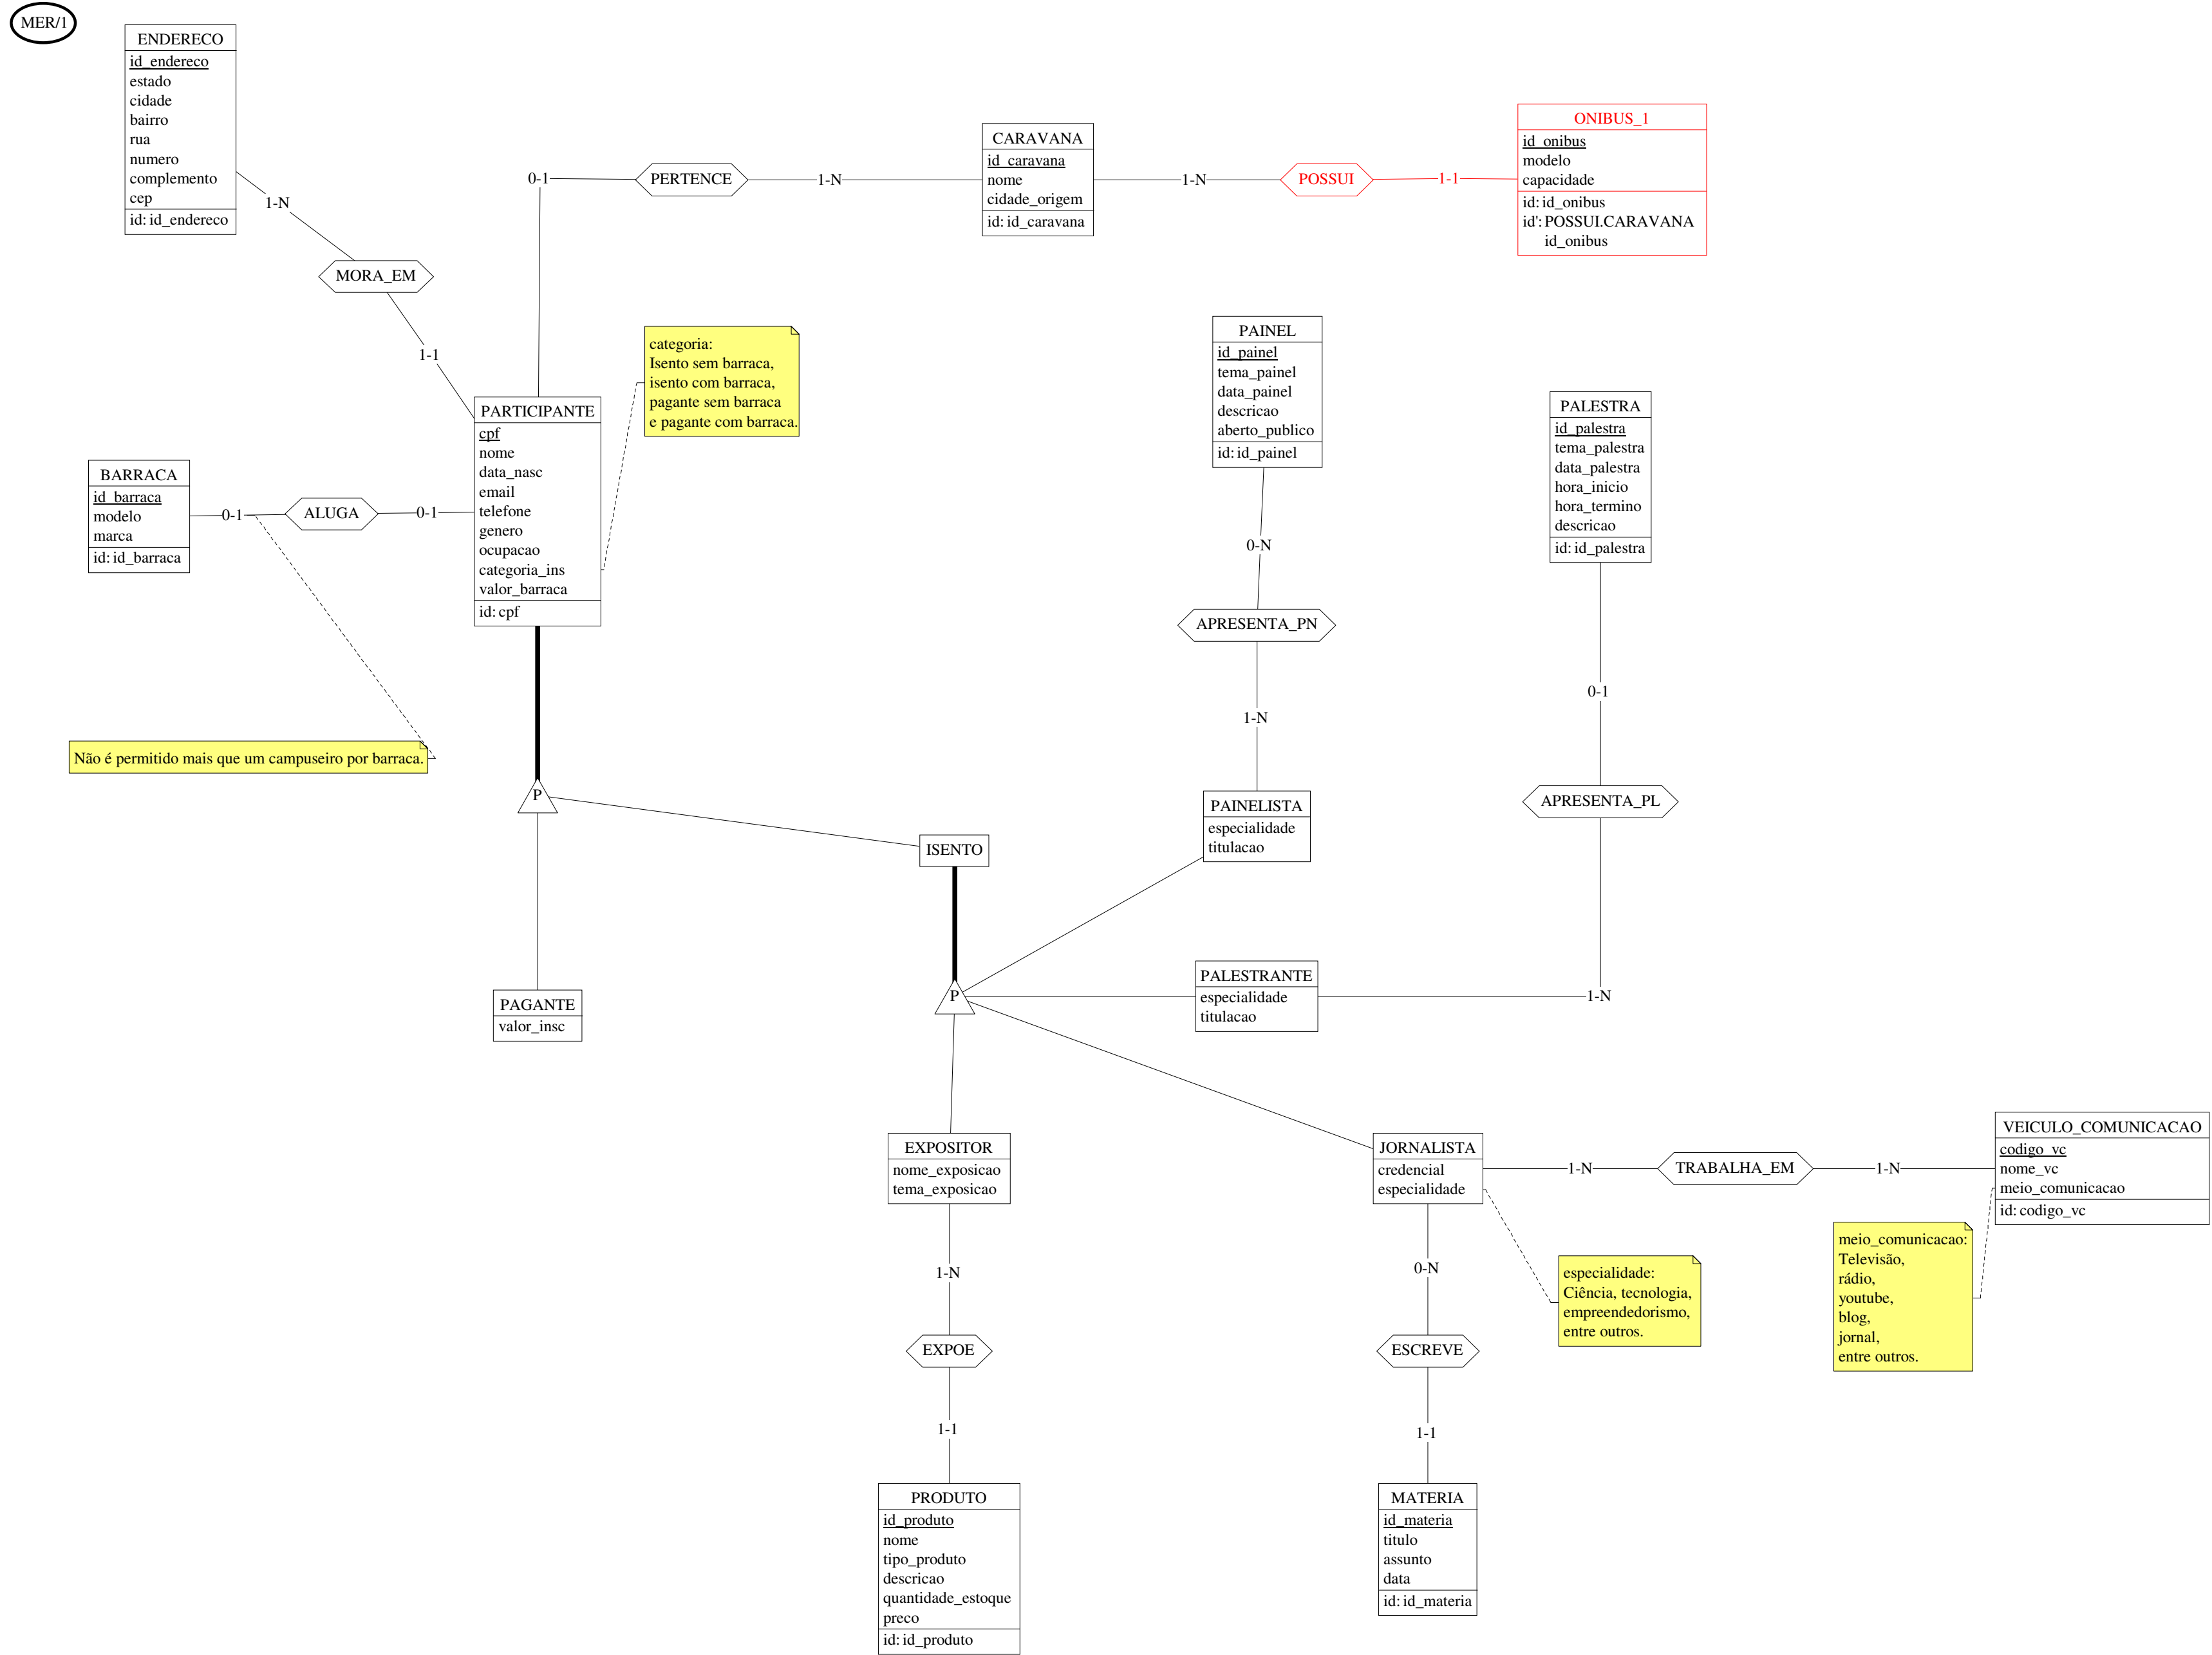 MER/1
ENDERECO
id_endereco
estado
cidade
bairro
rua
numero
complemento
cep
id: id_endereco
1-N
MORA_EM
1-1
0-1
PERTENCE
1-N
CARAVANA
id_caravana
nome
cidade_origem
id: id_caravana
1-N
POSSUI
1-1
ONIBUS_1
id_onibus
modelo
capacidade
id: id_onibus
id': POSSUI.CARAVANA
id_onibus
categoria:
Isento sem barraca,
isento com barraca,
pagante sem barraca
e pagante com barraca.
PARTICIPANTE
cpf
nome
data_nasc
email
telefone
genero
ocupacao
categoria_ins
valor_barraca
id: cpf
BARRACA
id_barraca
modelo
marca
id: id_barraca
0-1
ALUGA
0-1
Não é permitido mais que um campuseiro por barraca.
PAINEL
id_painel
tema_painel
data_painel
descricao
aberto_publico
id: id_painel
0-N
APRESENTA_PN
1-N
PAINELISTA
especialidade
titulacao
PALESTRA
id_palestra
tema_palestra
data_palestra
hora_inicio
hora_termino
descricao
id: id_palestra
0-1
APRESENTA_PL
1-N
P
ISENTO
PAGANTE
valor_insc
P
PALESTRANTE
especialidade
titulacao
EXPOSITOR
nome_exposicao
tema_exposicao
1-N
EXPOE
1-1
PRODUTO
id_produto
nome
tipo_produto
descricao
quantidade_estoque
preco
id: id_produto
JORNALISTA
credencial
especialidade
1-N
TRABALHA_EM
1-N
VEICULO_COMUNICACAO
codigo_vc
nome_vc
meio_comunicacao
id: codigo_vc
meio_comunicacao:
Televisão,
rádio,
youtube,
blog,
jornal,
entre outros.
especialidade:
Ciência, tecnologia,
empreendedorismo,
entre outros.
0-N
ESCREVE
1-1
MATERIA
id_materia
titulo
assunto
data
id: id_materia